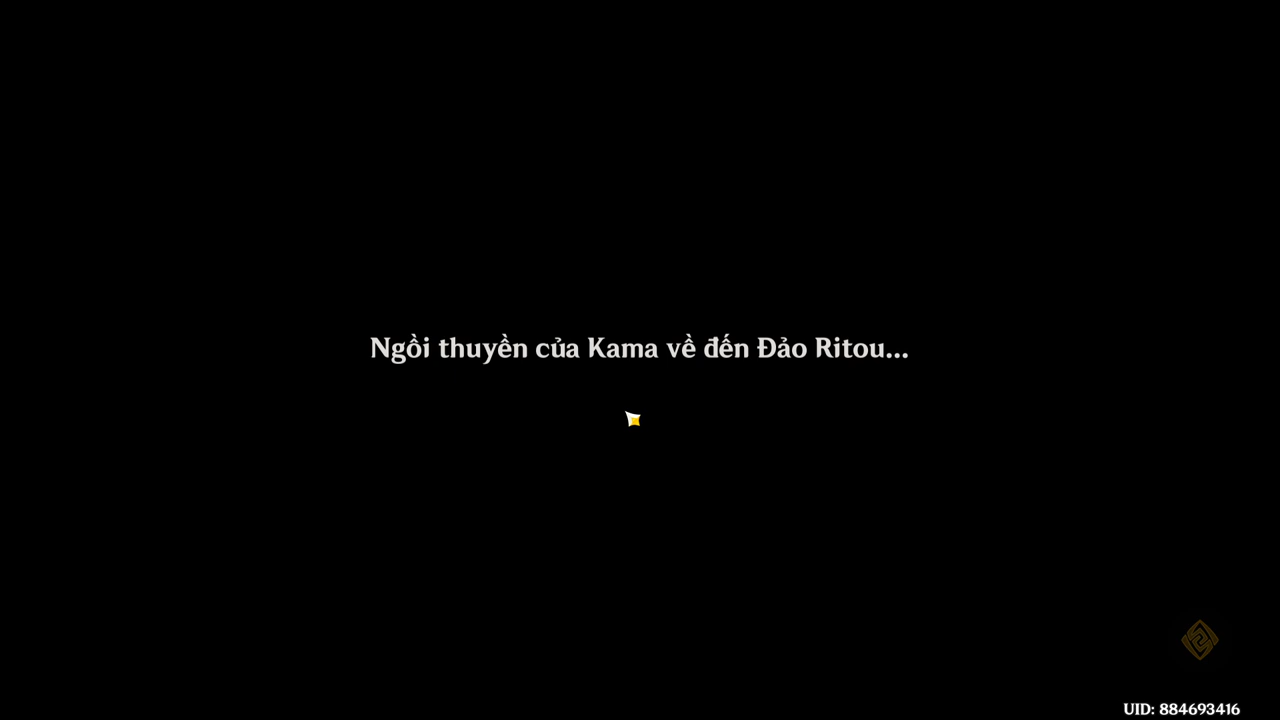 Ngồi thuyền của Kama về đến Đảo Ritou...
UID: 884693416